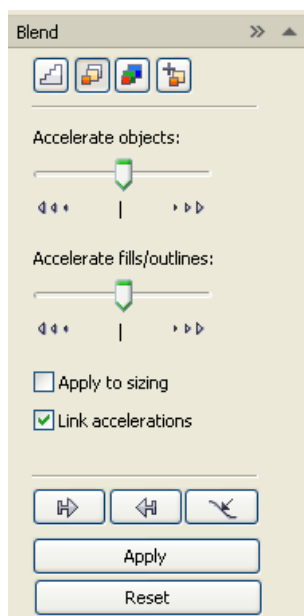 Blend
Accelerate objects:
Accelerate fills/outlines:
Apply to sizing
Link accelerations
Apply
Reset